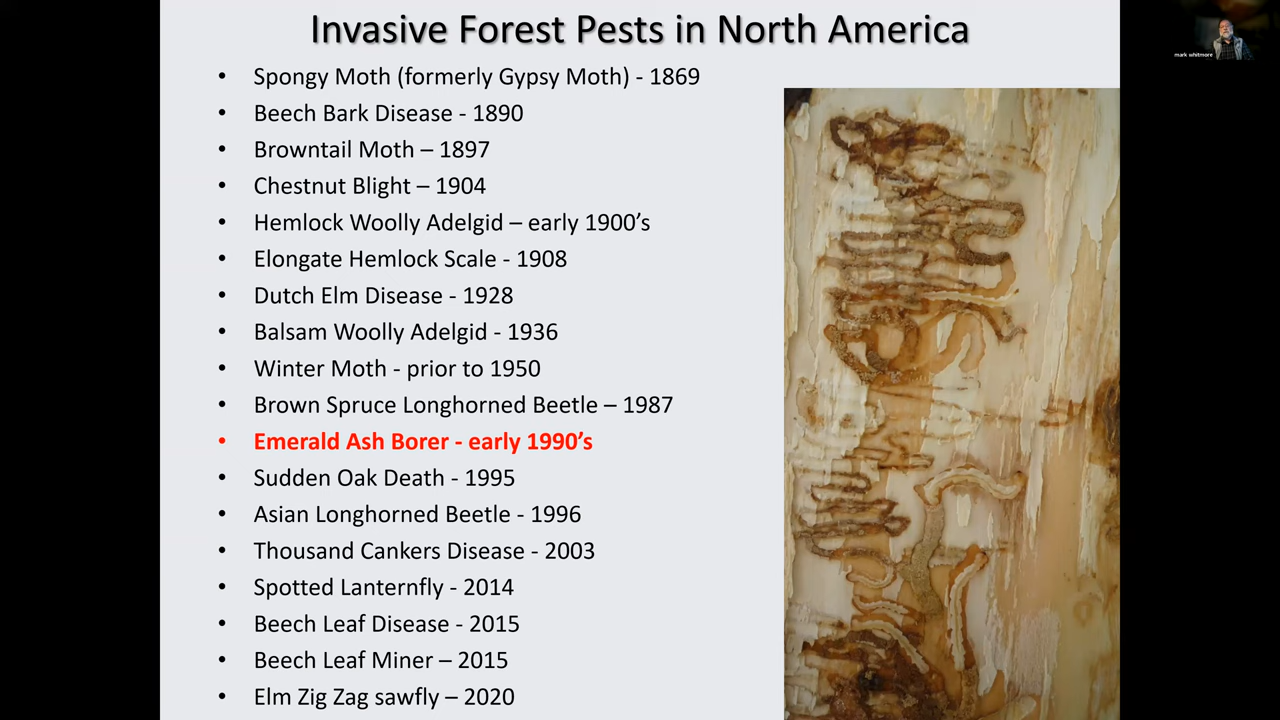 Invasive Forest Pests in North America
• Spongy Moth (formerly Gypsy Moth) - 1869
• Beech Bark Disease - 1890
• Browntail Moth – 1897
• Chestnut Blight – 1904
• Hemlock Woolly Adelgid – early 1900’s
• Elongate Hemlock Scale - 1908
• Dutch Elm Disease - 1928
• Balsam Woolly Adelgid - 1936
• Winter Moth - prior to 1950
• Brown Spruce Longhorned Beetle – 1987
• Emerald Ash Borer - early 1990’s
• Sudden Oak Death - 1995
• Asian Longhorned Beetle - 1996
• Thousand Cankers Disease - 2003
• Spotted Lanternfly - 2014
• Beech Leaf Disease - 2015
• Beech Leaf Miner – 2015
• Elm Zig Zag sawfly – 2020
mark whitmore